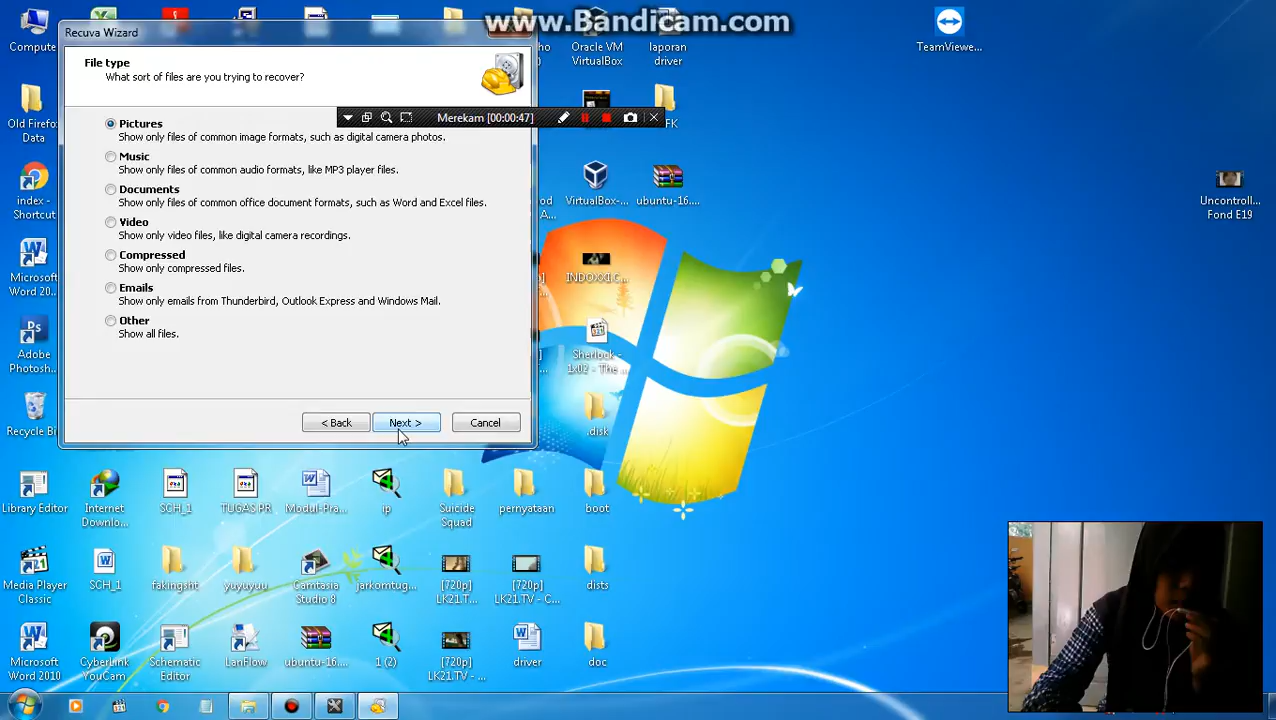 www.Bandicam.com
Recuva Wizard
File type
What sort of files are you trying to recover?
Merekam [00:00:47]
Pictures
Show only files of common image formats, such as digital camera photos.
Music
Show only files of common audio formats, like MP3 player files.
Documents
Show only files of common office document formats, such as Word and Excel files.
Video
Show only video files, like digital camera recordings.
Compressed
Show only compressed files.
Emails
Show only emails from Thunderbird, Outlook Express and Windows Mail.
Other
Show all files.
< Back
Next >
Cancel
Compute
Old Firefo
Data
index -
Shortcut
Microsoft
Word 20...
Adobe
Photosh...
Recycle Bi
Oracle VM
VirtualBox
laporan
driver
TeamViewe...
FK
VirtualBox-...
ubuntu-16....
Uncontroll...
Fond E19
INDOXXI.C...
Sherlock -
1x02 - The ...
.disk
Library Editor
Internet
Downlo...
SCH_1
TUGAS PR
Modul-Pra...
ip
Suicide
Squad
pernyataan
boot
Media Player
Classic
SCH_1
fakingsht
yuyuyuu
Camtasia
Studio 8
jarkomtug...
[720p]
LK21.T...
[720p]
LK21.TV - C...
dists
Microsoft
Word 2010
CyberLink
YouCam
Schematic
Editor
LanFlow
ubuntu-16....
1 (2)
[720p]
LK21.TV - ...
driver
doc